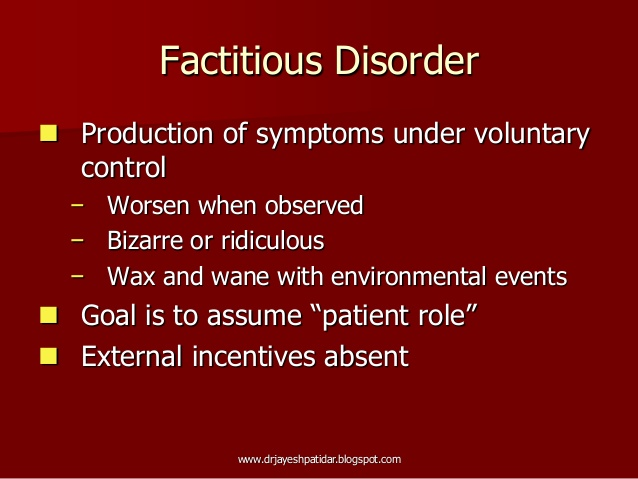 Factitious Disorder
■ Production of symptoms under voluntary
control
– Worsen when observed
– Bizarre or ridiculous
– Wax and wane with environmental events
■ Goal is to assume “patient role”
■ External incentives absent
www.drjayeshpatidar.blogspot.com